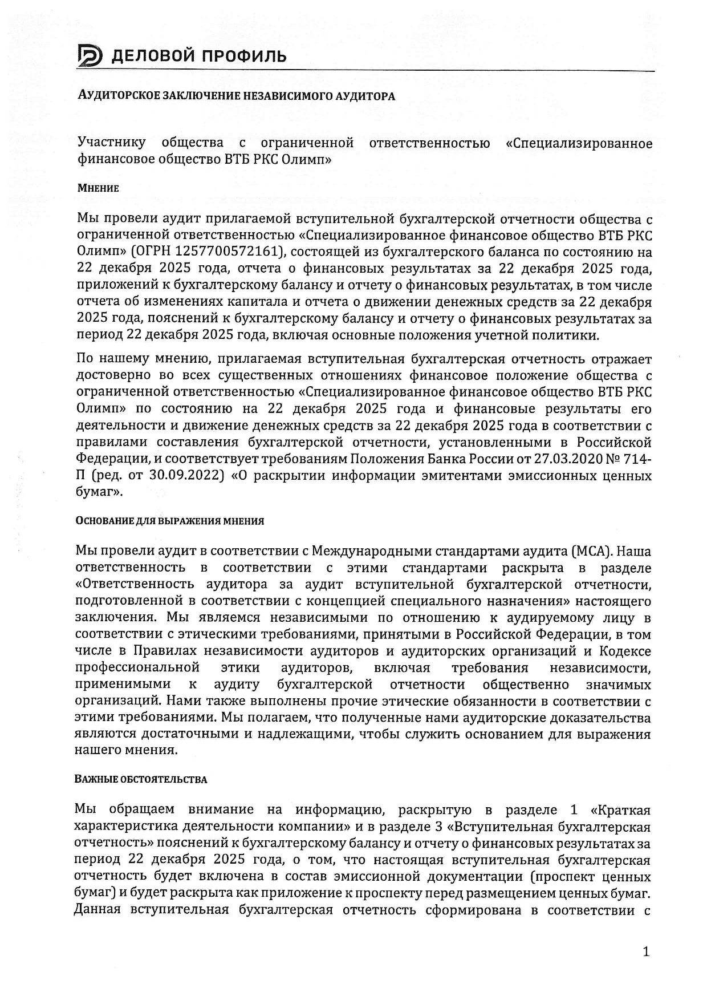 ДЕЛОВОЙ ПРОФИЛЬ
АУДИТОРСКОЕ ЗАКЛЮЧЕНИЕ НЕЗАВИСИМОГО АУДИТОРА
Участнику общества с ограниченной ответственностью «Специализированное
финансовое общество ВТБ РКС Олимп»
МНЕНИЕ
Мы провели аудит прилагаемой вступительной бухгалтерской отчетности общества с
ограниченной ответственностью «Специализированное финансовое общество ВТБ РКС
Олимп» (ОГРН 1257700572161), состоящей из бухгалтерского баланса по состоянию на
22 декабря 2025 года, отчета о финансовых результатах за 22 декабря 2025 года,
приложений к бухгалтерскому балансу и отчету о финансовых результатах, в том числе
отчета об изменениях капитала и отчета о движении денежных средств за 22 декабря
2025 года, пояснений к бухгалтерскому балансу и отчету о финансовых результатах за
период 22 декабря 2025 года, включая основные положения учетной политики.
По нашему мнению, прилагаемая вступительная бухгалтерская отчетность отражает
достоверно во всех существенных отношениях финансовое положение общества с
ограниченной ответственностью «Специализированное финансовое общество ВТБ РКС
Олимп» по состоянию на 22 декабря 2025 года и финансовые результаты его
деятельности и движение денежных средств за 22 декабря 2025 года в соответствии с
правилами составления бухгалтерской отчетности, установленными в Российской
Федерации, и соответствует требованиям Положения Банка России от 27.03.2020 № 714-
П (ред. от 30.09.2022) «О раскрытии информации эмитентами эмиссионных ценных
бумаг».
ОСНОВАНИЕ ДЛЯ ВЫРАЖЕНИЯ МНЕНИЯ
Мы провели аудит в соответствии с Международными стандартами аудита (МСА). Наша
ответственность в соответствии с этими стандартами раскрыта в разделе
«Ответственность аудитора за аудит вступительной бухгалтерской отчетности,
подготовленной в соответствии с концепцией специального назначения» настоящего
заключения. Мы являемся независимыми по отношению к аудируемому лицу в
соответствии с этическими требованиями, принятыми в Российской Федерации, в том
числе в Правилах независимости аудиторов и аудиторских организаций и Кодексе
профессиональной этики аудиторов, включая требования независимости,
применимыми к аудиту бухгалтерской отчетности общественно значимых
организаций. Нами также выполнены прочие этические обязанности в соответствии с
этими требованиями. Мы полагаем, что полученные нами аудиторские доказательства
являются достаточными и надлежащими, чтобы служить основанием для выражения
нашего мнения.
ВАЖНЫЕ ОБСТОЯТЕЛЬСТВА
Мы обращаем внимание на информацию, раскрытую в разделе 1 «Краткая
характеристика деятельности компании» и в разделе 3 «Вступительная бухгалтерская
отчетность» пояснений к бухгалтерскому балансу и отчету о финансовых результатах за
период 22 декабря 2025 года, о том, что настоящая вступительная бухгалтерская
отчетность будет включена в состав эмиссионной документации (проспект ценных
бумаг) и будет раскрыта как приложение к проспекту перед размещением ценных бумаг.
Данная вступительная бухгалтерская отчетность сформирована в соответствии с
1